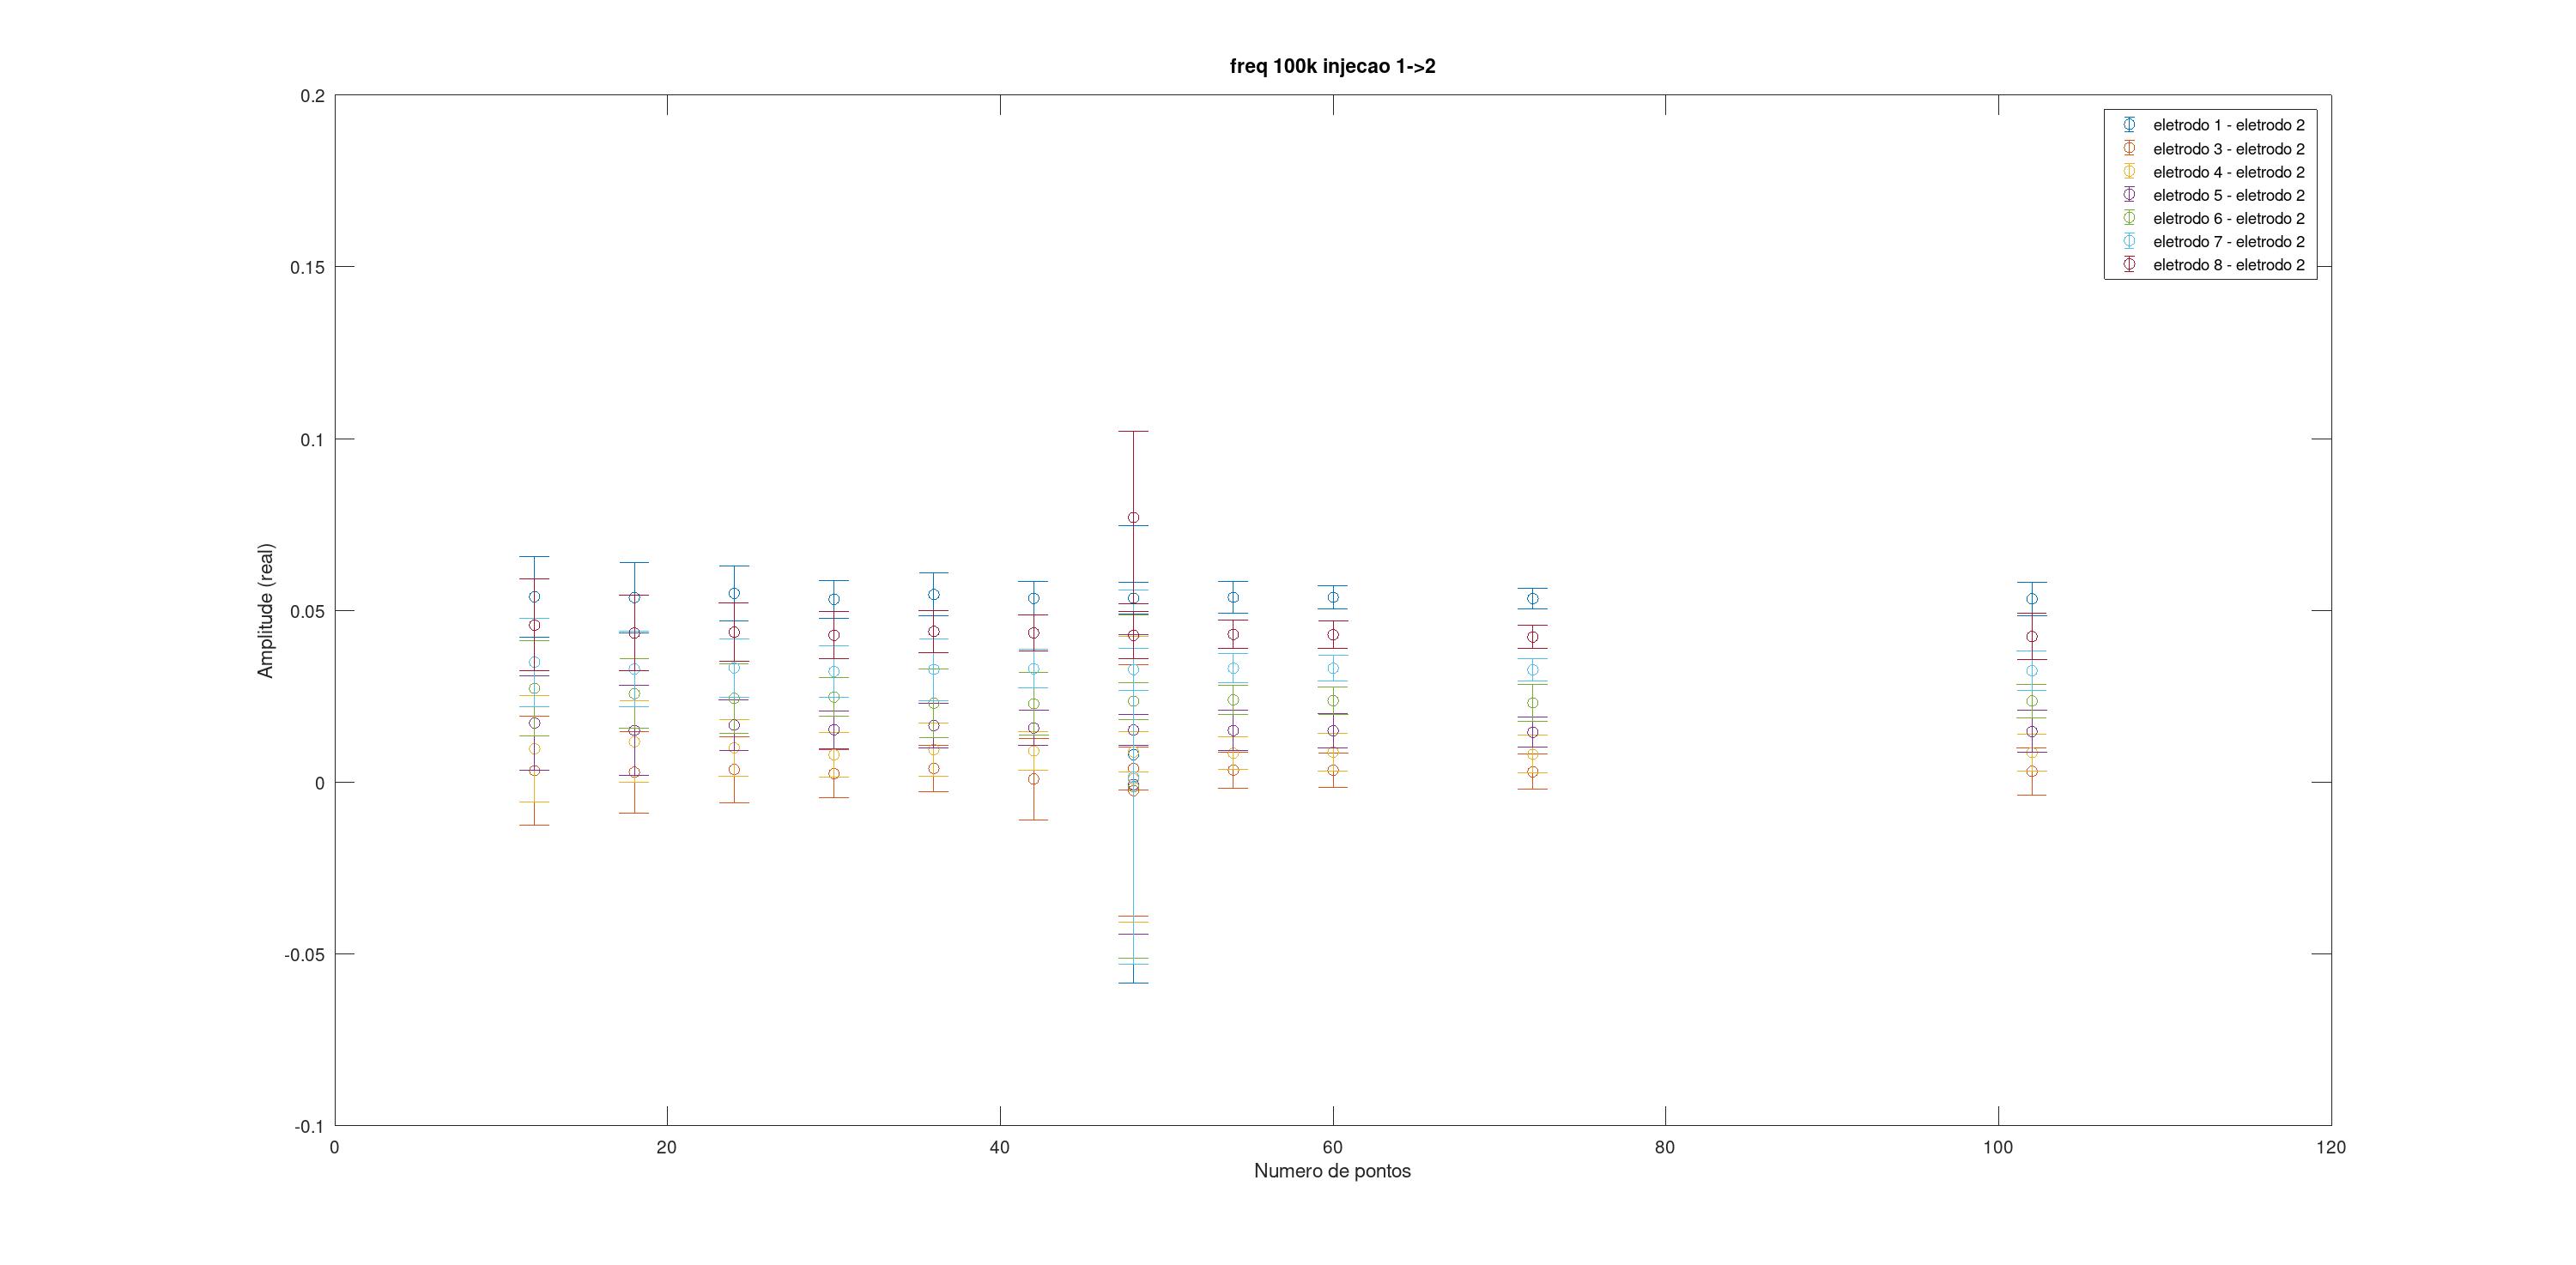 freq 100k injecao 1->2
0.2
0.15
0.1
0.05
0
-0.05
-0.1
Amplitude (real)
eletrodo 1 - eletrodo 2
eletrodo 3 - eletrodo 2
eletrodo 4 - eletrodo 2
eletrodo 5 - eletrodo 2
eletrodo 6 - eletrodo 2
eletrodo 7 - eletrodo 2
eletrodo 8 - eletrodo 2
0 20 40 60 80 100 120
Numero de pontos